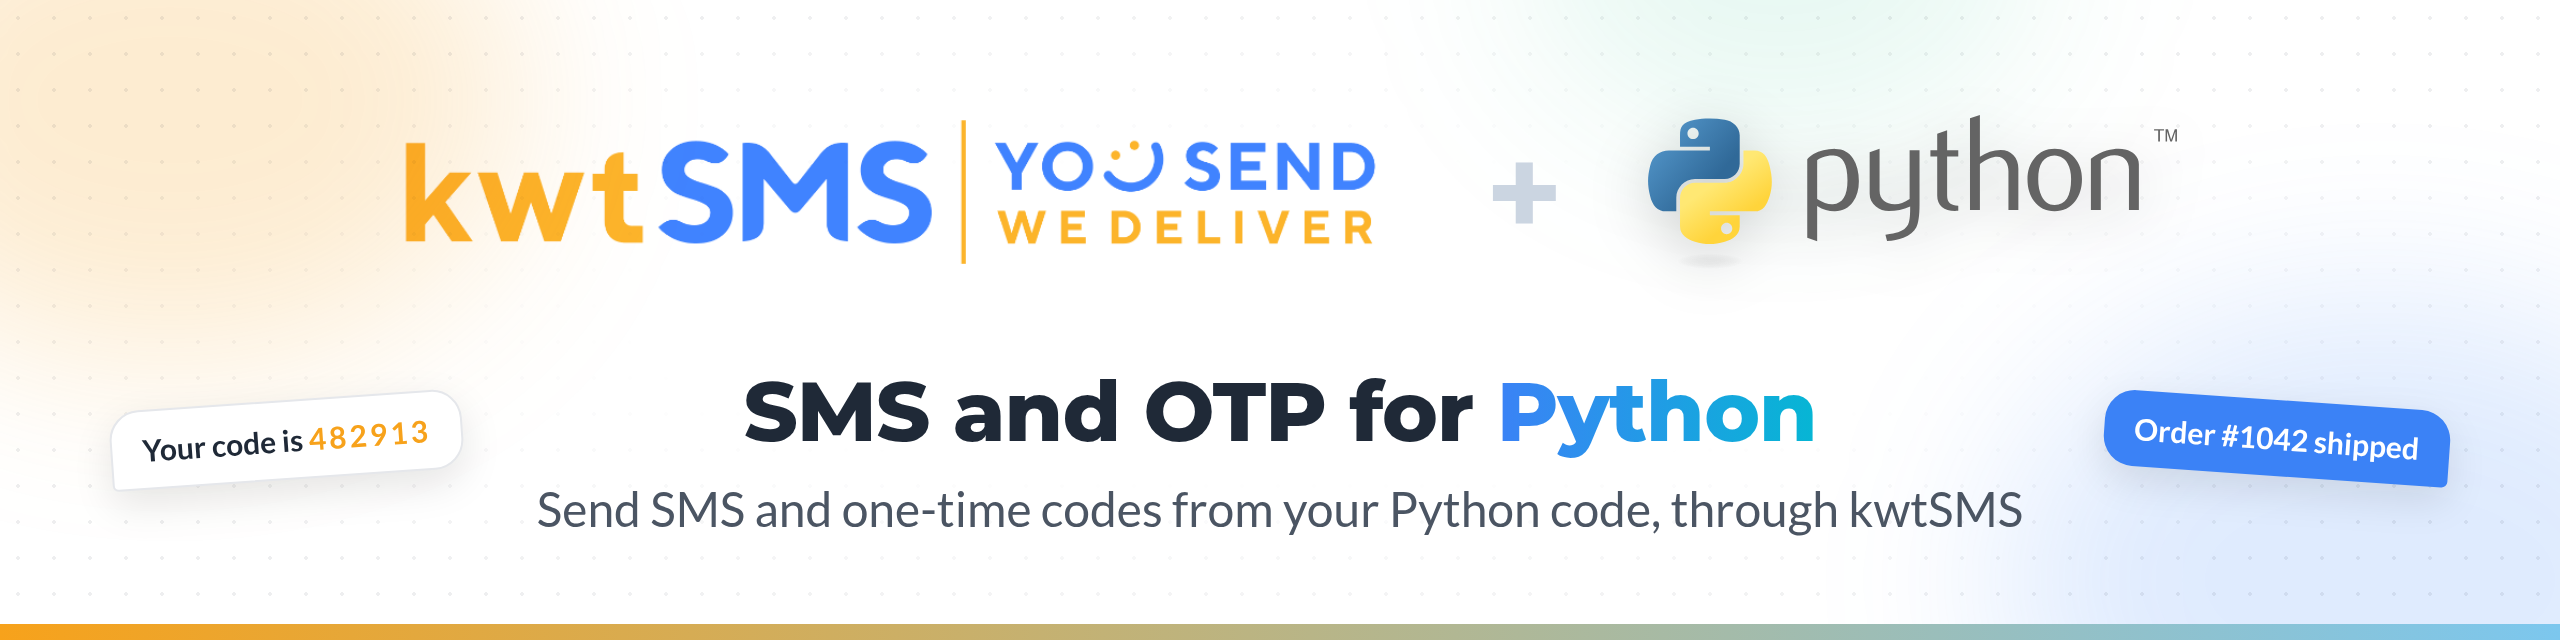 kwtSMS
YOU SEND
WE DELIVER
+
python™
SMS and OTP for Python
Your code is 482913
Order #1042 shipped
Send SMS and one-time codes from your Python code, through kwtSMS